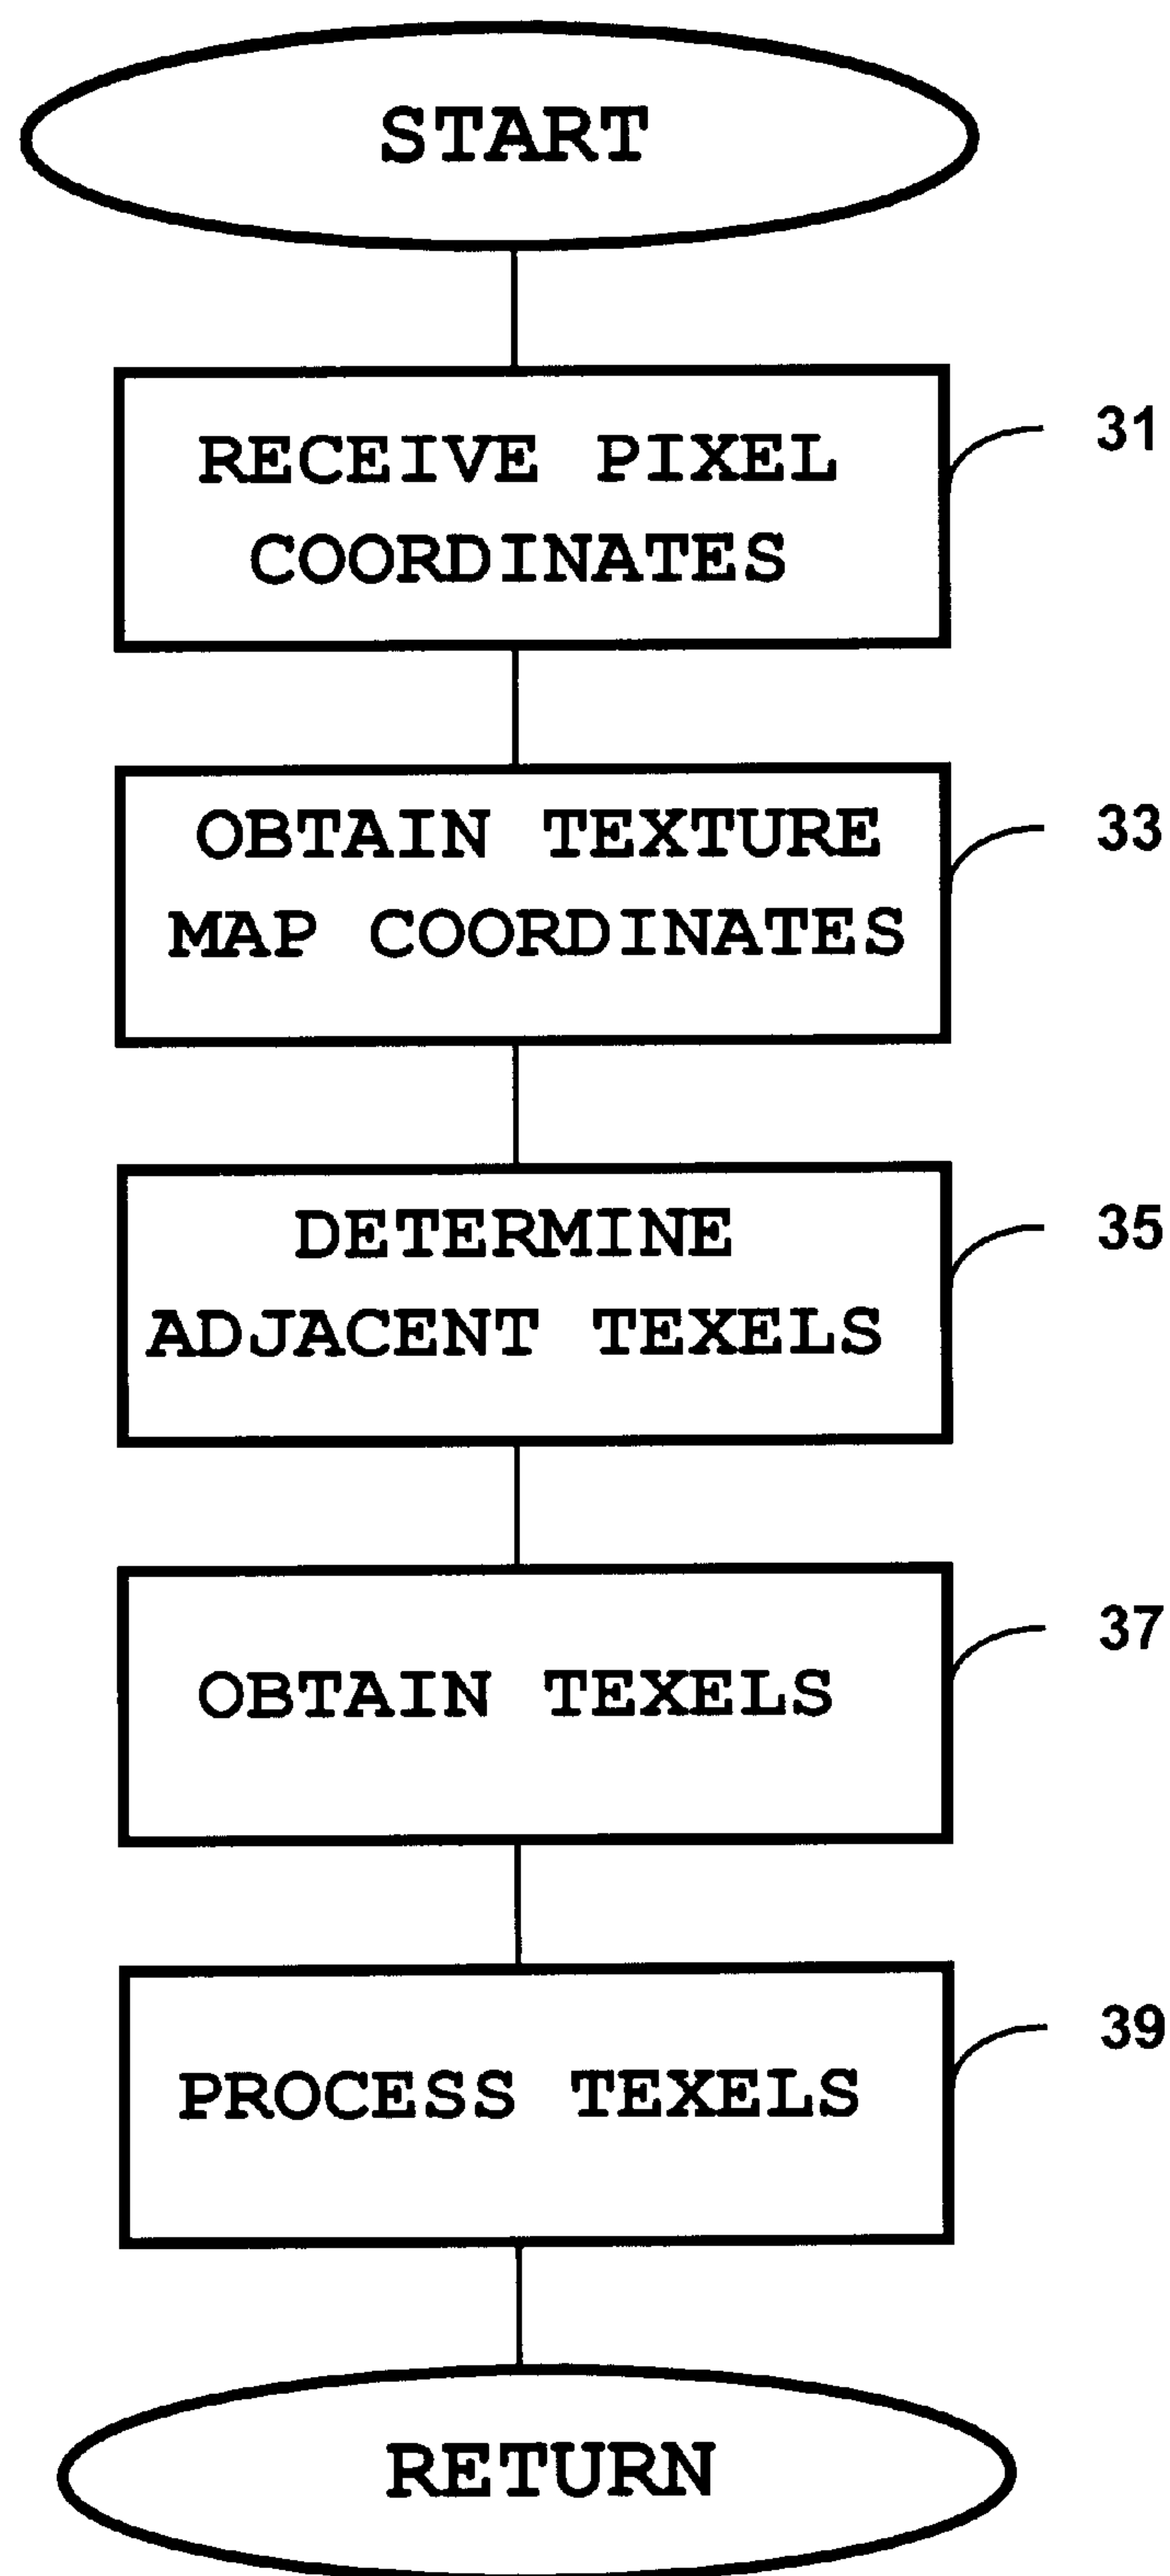 START
RECEIVE PIXEL
COORDINATES
31
OBTAIN TEXTURE
MAP COORDINATES
33
DETERMINE
ADJACENT TEXELS
35
OBTAIN TEXELS
37
PROCESS TEXELS
39
RETURN